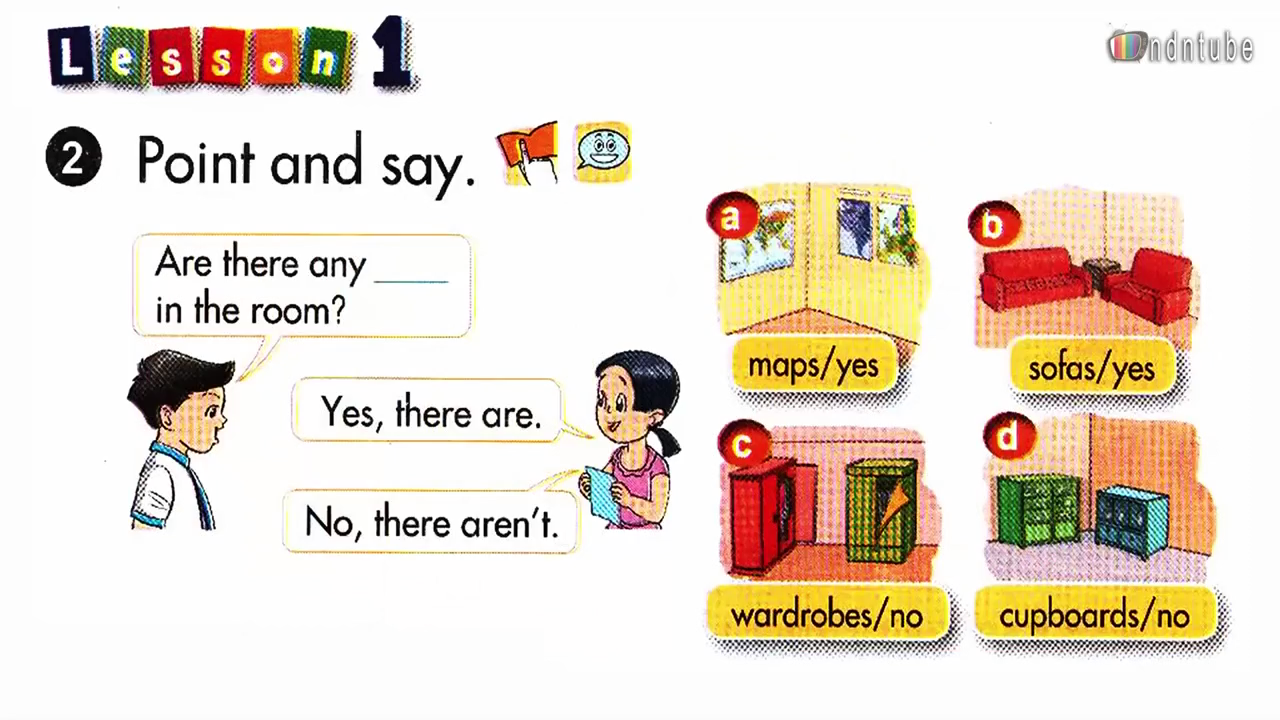 Lesson 1
ndntube
2 Point and say.
Are there any ____
in the room?
Yes, there are.
No, there aren't.
a
maps/yes
b
sofas/yes
c
wardrobes/no
d
cupboards/no